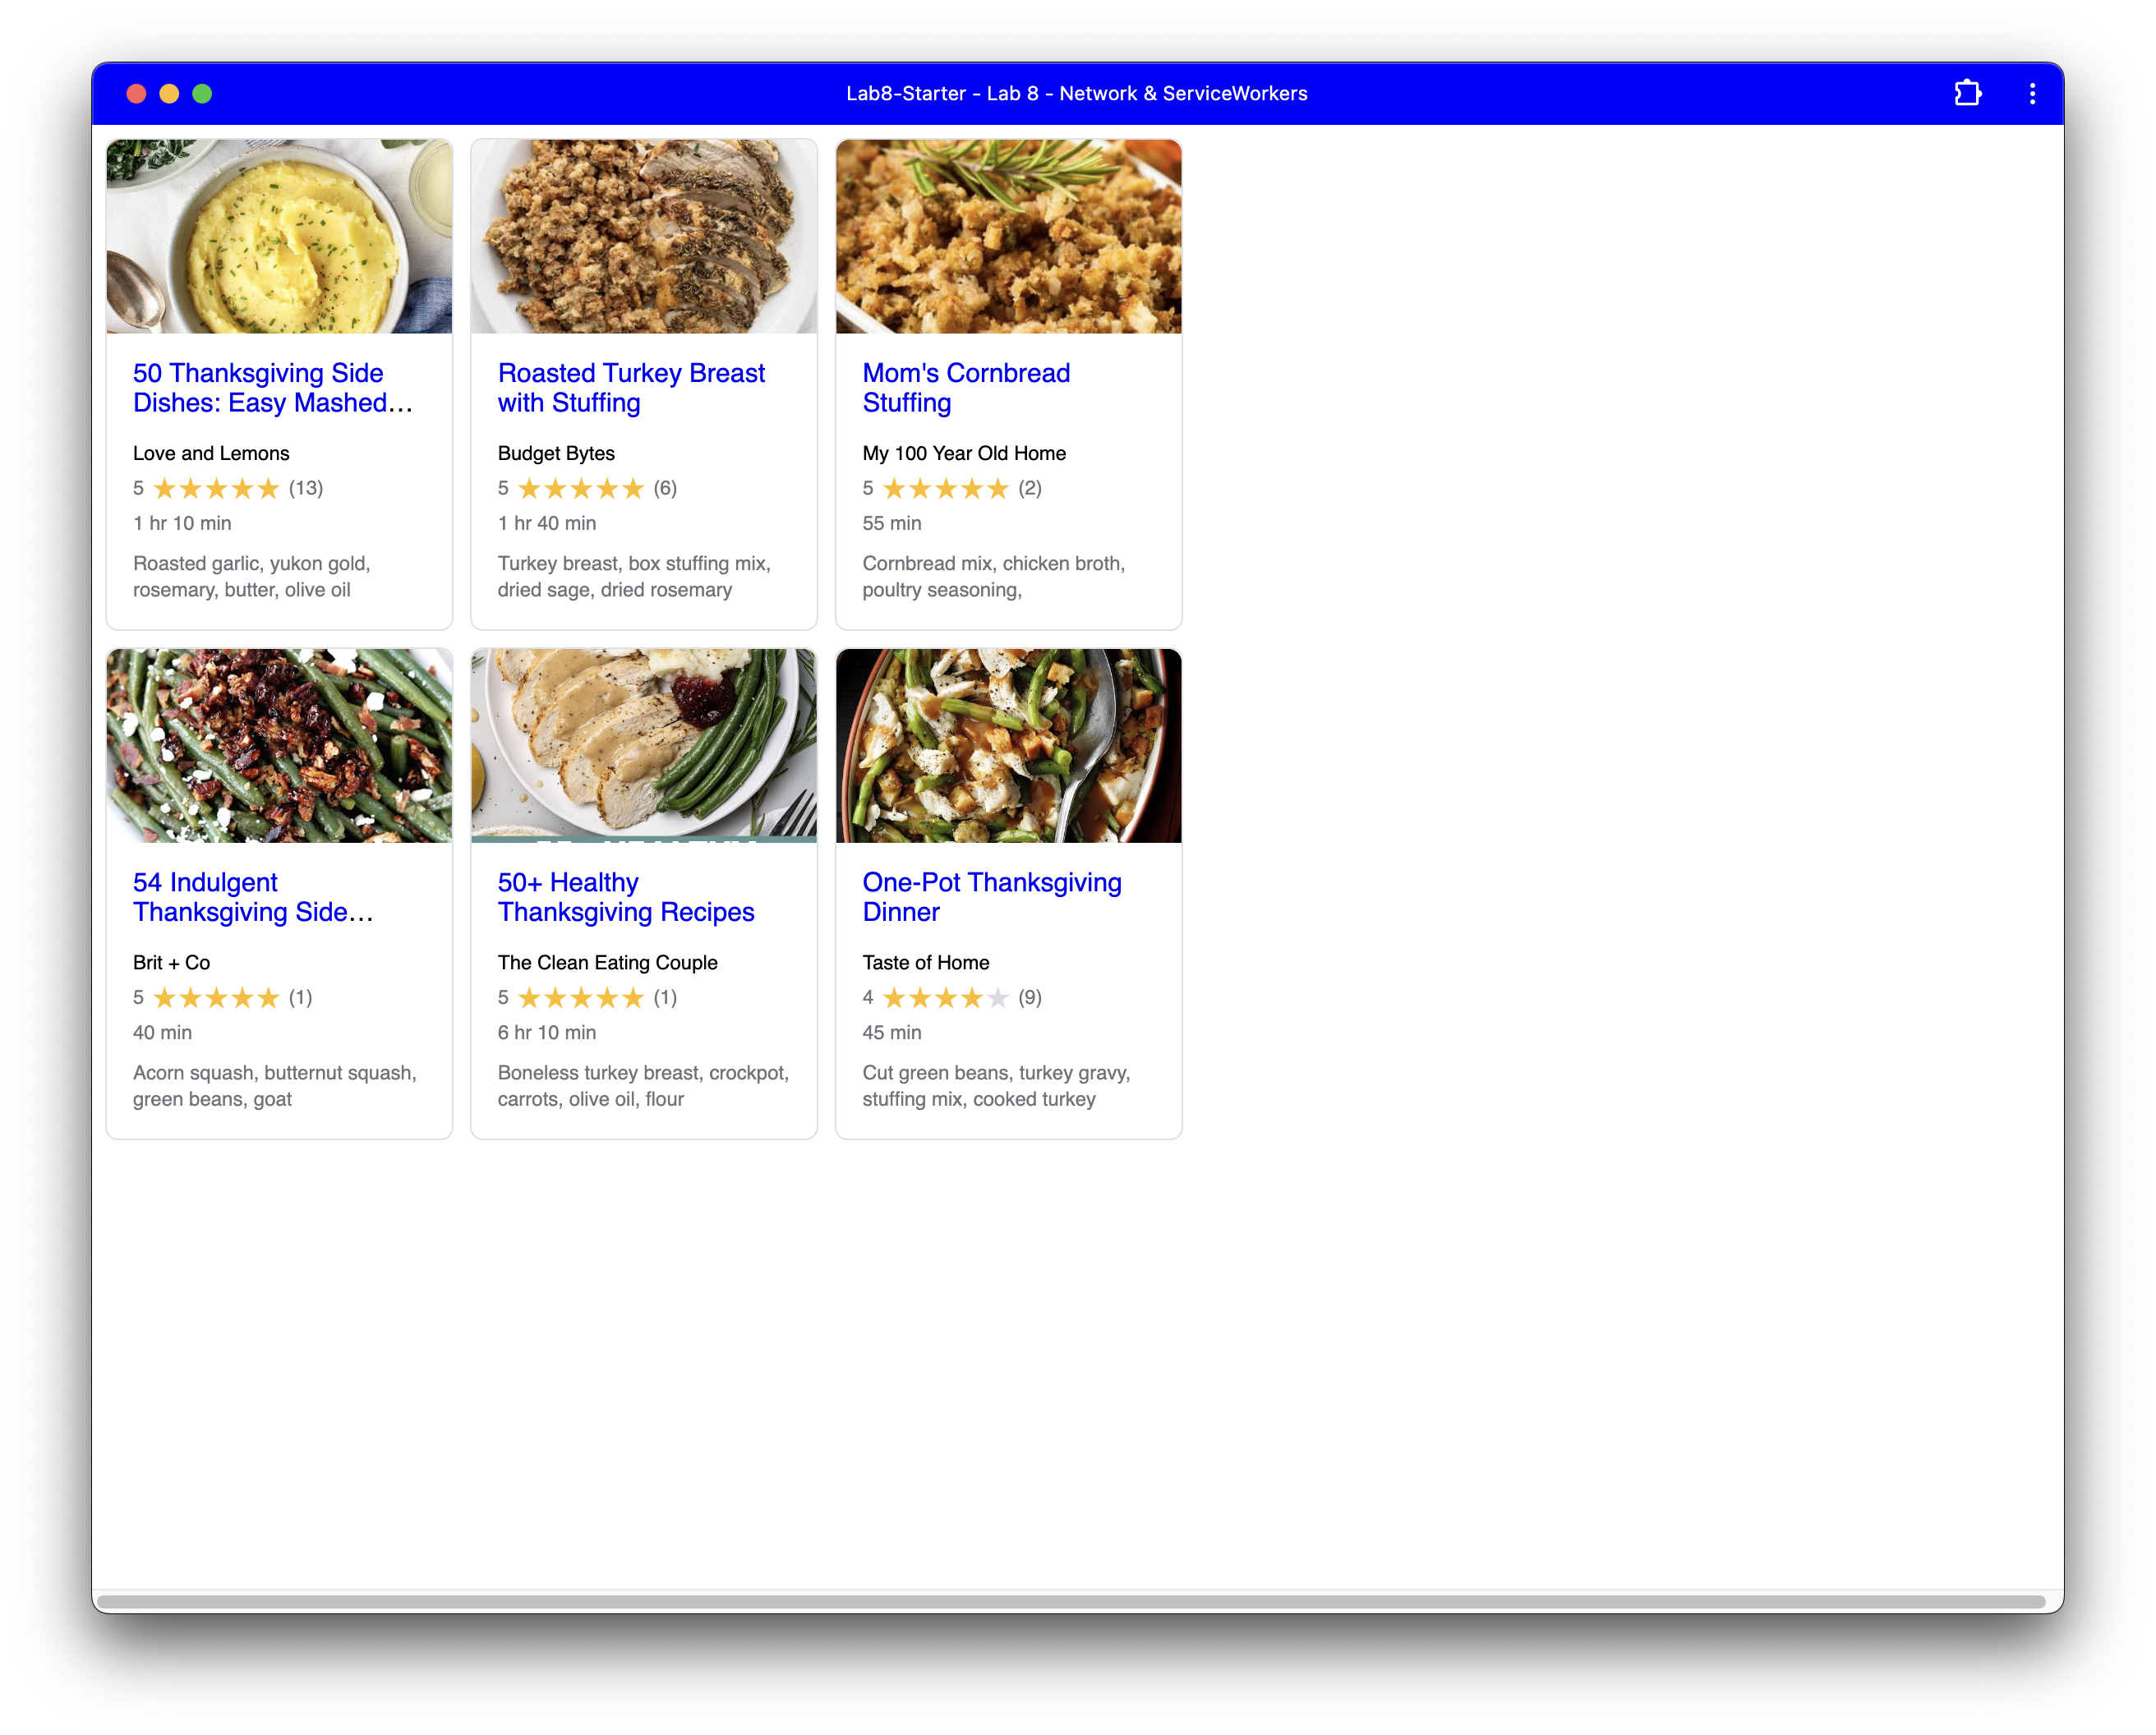 Lab8-Starter - Lab 8 - Network & ServiceWorkers
50 Thanksgiving Side
Dishes: Easy Mashed…
Love and Lemons
5 ★★★★★ (13)
1 hr 10 min
Roasted garlic, yukon gold,
rosemary, butter, olive oil
Roasted Turkey Breast
with Stuffing
Budget Bytes
5 ★★★★★ (6)
1 hr 40 min
Turkey breast, box stuffing mix,
dried sage, dried rosemary
Mom's Cornbread
Stuffing
My 100 Year Old Home
5 ★★★★★ (2)
55 min
Cornbread mix, chicken broth,
poultry seasoning,
54 Indulgent
Thanksgiving Side…
Brit + Co
5 ★★★★★ (1)
40 min
Acorn squash, butternut squash,
green beans, goat
50+ Healthy
Thanksgiving Recipes
The Clean Eating Couple
5 ★★★★★ (1)
6 hr 10 min
Boneless turkey breast, crockpot,
carrots, olive oil, flour
One-Pot Thanksgiving
Dinner
Taste of Home
4 ★★★★★ (9)
45 min
Cut green beans, turkey gravy,
stuffing mix, cooked turkey